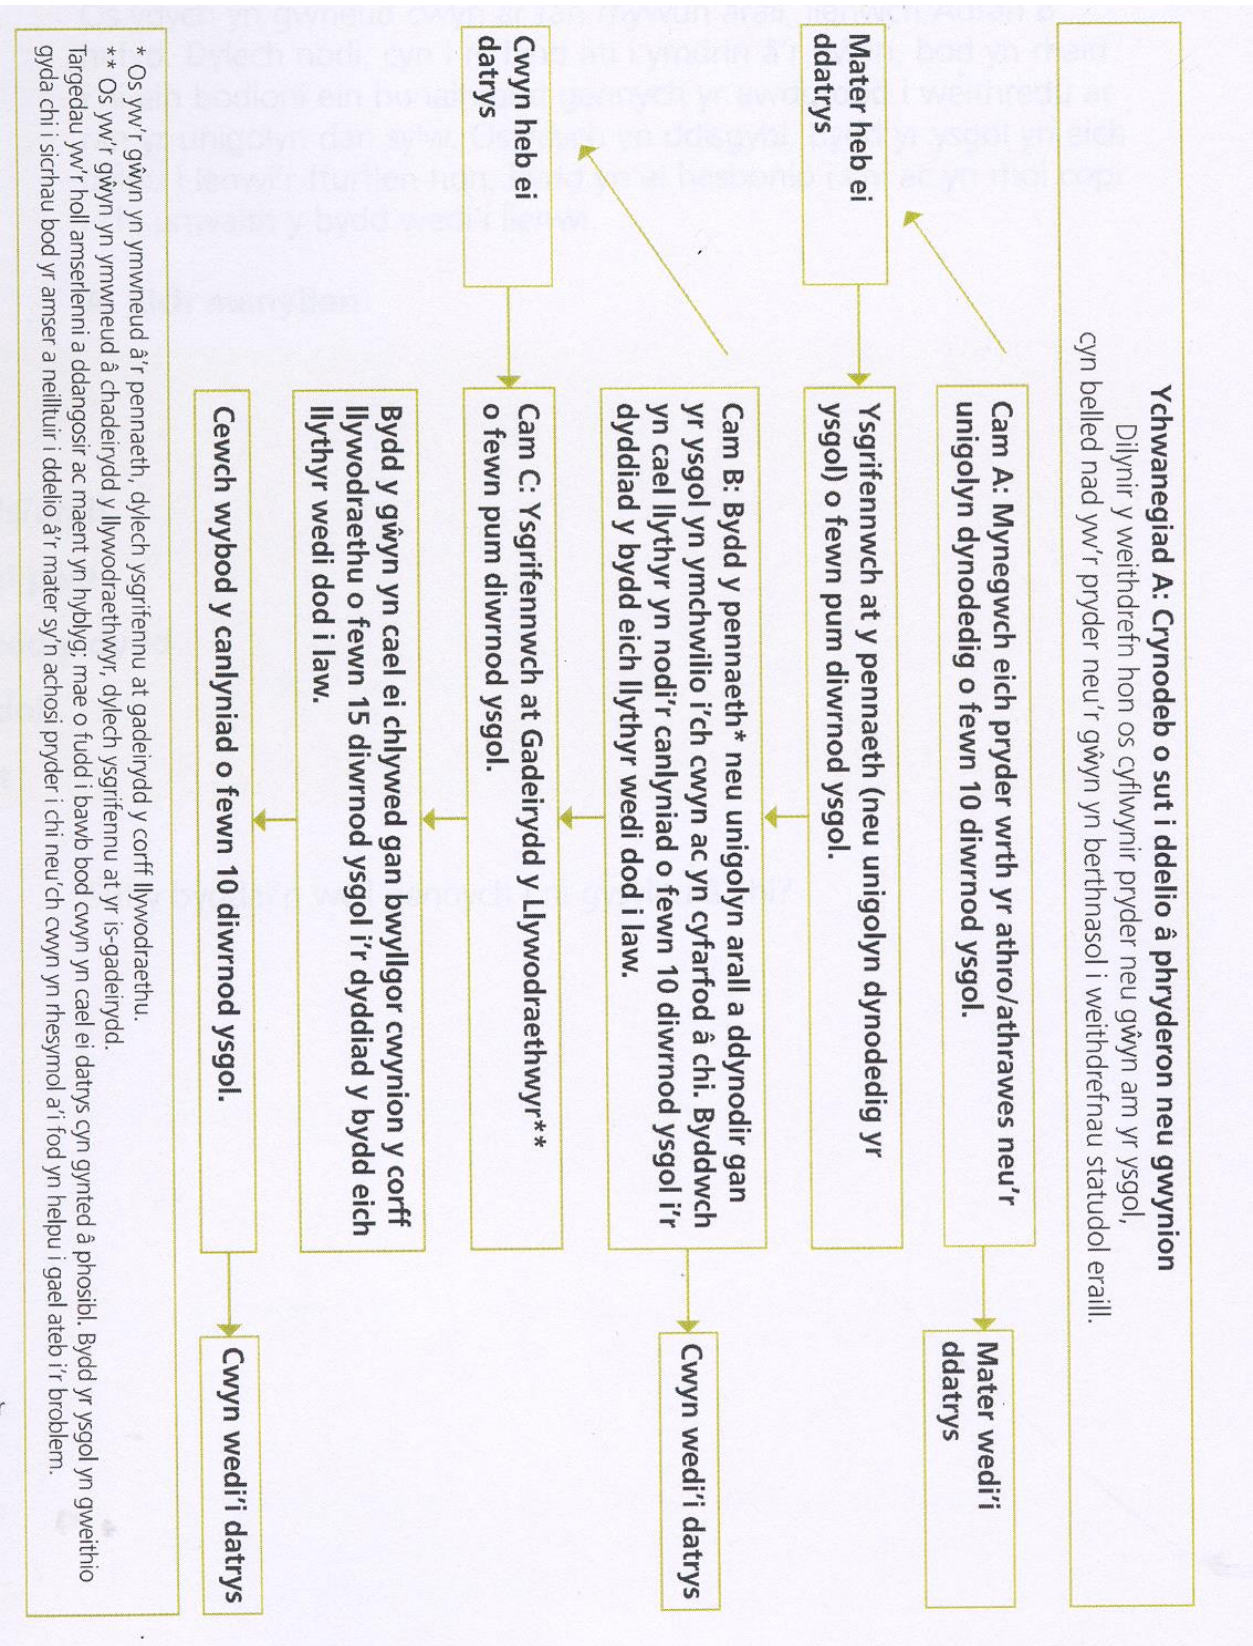 Ychwanegiad A: Crynodeb o sut i ddelio â phryderon neu gwynion
Dilynir y weithdrefn hon os cyflwynir pryder neu gŵyn am yr ysgol,
cyn belled nad yw'r pryder neu'r gŵyn yn berthnasol i weithdrefnau statudol eraill.
Cam A: Mynegwch eich pryder wrth yr athro/athrawes neu'r
unigolyn dynodedig o fewn 10 diwrnod ysgol.
Mater wedi'i
ddatrys
Mater heb ei
ddatrys
Ysgrifennwch at y pennaeth (neu unigolyn dynodedig yr
ysgol) o fewn pum diwrnod ysgol.
Cam B: Bydd y pennaeth* neu unigolyn arall a ddynodir gan
yr ysgol yn ymchwilio i'ch cwyn ac yn cyfarfod â chi. Byddwch
yn cael llythyr yn nodi'r canlyniad o fewn 10 diwrnod ysgol i'r
dyddiad y bydd eich llythyr wedi dod i law.
Cwyn wedi'i datrys
Cwyn heb ei
datrys
Cam C: Ysgrifennwch at Gadeirydd y Llywodraethwyr**
o fewn pum diwrnod ysgol.
Bydd y gŵyn yn cael ei chlywed gan bwyllgor cwynion y corff
llywodraethu o fewn 15 diwrnod ysgol i'r dyddiad y bydd eich
llythyr wedi dod i law.
Cewch wybod y canlyniad o fewn 10 diwrnod ysgol.
Cwyn wedi'i datrys
* Os yw'r gŵyn yn ymwneud â'r pennaeth, dylech ysgrifennu at gadeirydd y corff llywodraethu.
** Os yw'r gŵyn yn ymwneud â chadeirydd y llywodraethwyr, dylech ysgrifennu at yr is-gadeirydd.
Targedau yw'r holl amserlenni a ddangosir ac maent yn hyblyg; mae o fudd i bawb bod cwyn yn cael ei datrys cyn gynted â phosibl. Bydd yr ysgol yn gweithio
gyda chi i sicrhau bod yr amser a neilltuir i ddelio â'r mater sy'n achosi pryder i chi neu'ch cwyn yn rhesymol a'i fod yn helpu i gael ateb i'r broblem.